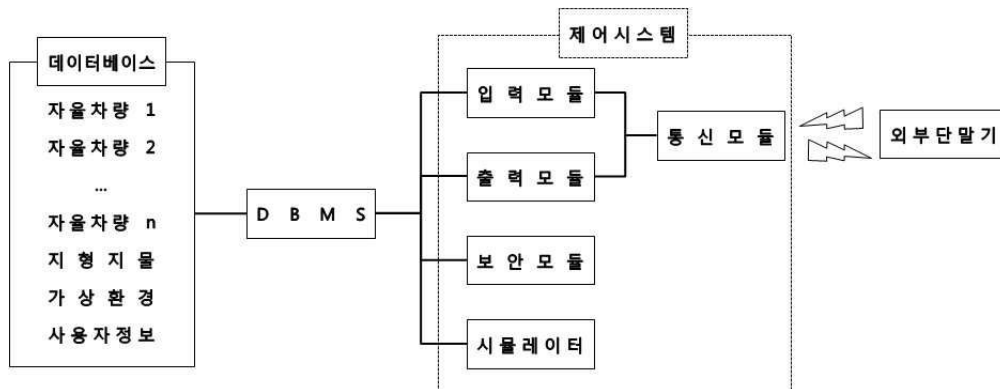 데이터베이스
자율차량 1
자율차량 2
...
자율차량 n
지형지물
가상환경
사용자정보
DBMS
제어시스템
입력모듈
출력모듈
보안모듈
시뮬레이터
통신모듈
외부단말기